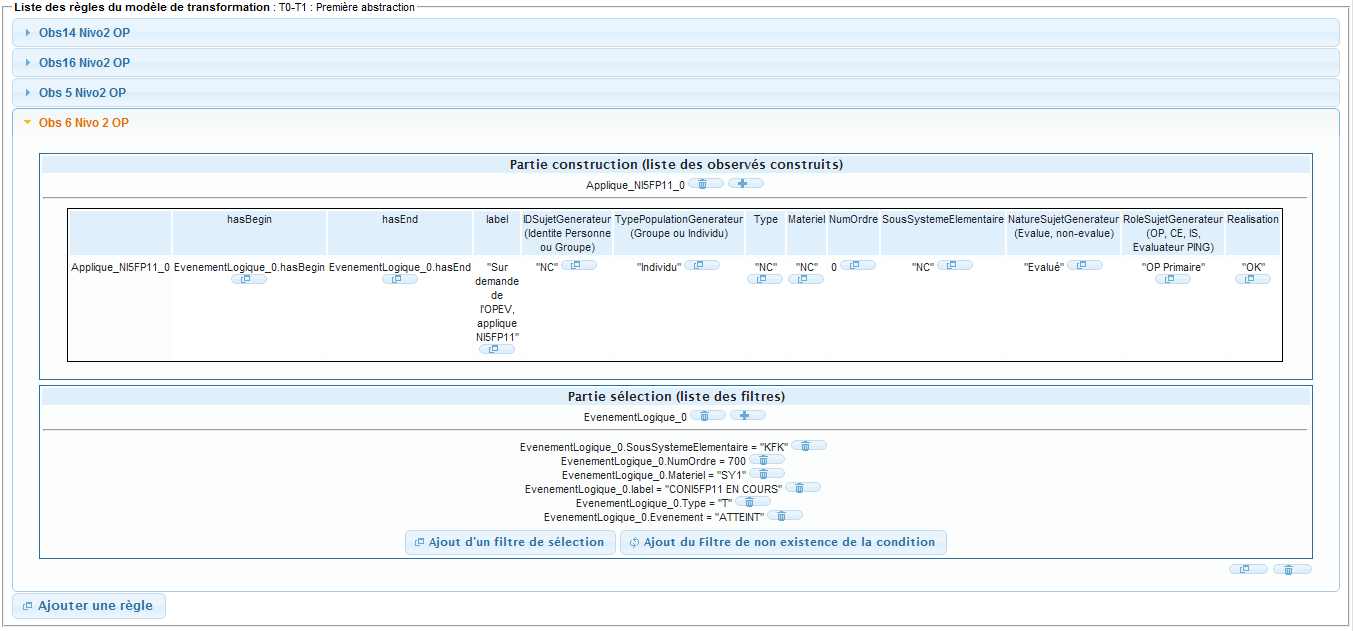 Liste des règles du modèle de transformation : T0-T1 : Première abstraction
Obs14 Nivo2 OP
Obs16 Nivo2 OP
Obs 5 Nivo2 OP
Obs 6 Nivo 2 OP
Partie construction (liste des observés construits)
Applique_NI5FP11_0
hasBegin hasEnd label IDSujetGenerateur TypePopulationGenerateur Type Materiel NumOrdre SousSystemeElementaire NatureSujetGenerateur RoleSujetGenerateur Realisation
(Identite Personne (Groupe ou Individu) (Evalue, non-evalue) (OP, CE, IS,
ou Groupe) Evaluateur PING)
Applique_NI5FP11_0 EvenementLogique_0.hasBegin EvenementLogique_0.hasEnd "Sur "NC" "Individu" "NC" "NC" 0 "NC" "Evalué" "OP Primaire" "OK"
demande
de
l'OPEV,
applique
NI5FP11"
Partie sélection (liste des filtres)
EvenementLogique_0
EvenementLogique_0.SousSystemeElementaire = "KFK"
EvenementLogique_0.NumOrdre = 700
EvenementLogique_0.Materiel = "SY1"
EvenementLogique_0.label = "CONI5FP11 EN COURS"
EvenementLogique_0.Type = "T"
EvenementLogique_0.Evenement = "ATTEINT"
Ajout d'un filtre de sélection Ajout du Filtre de non existence de la condition
Ajouter une règle